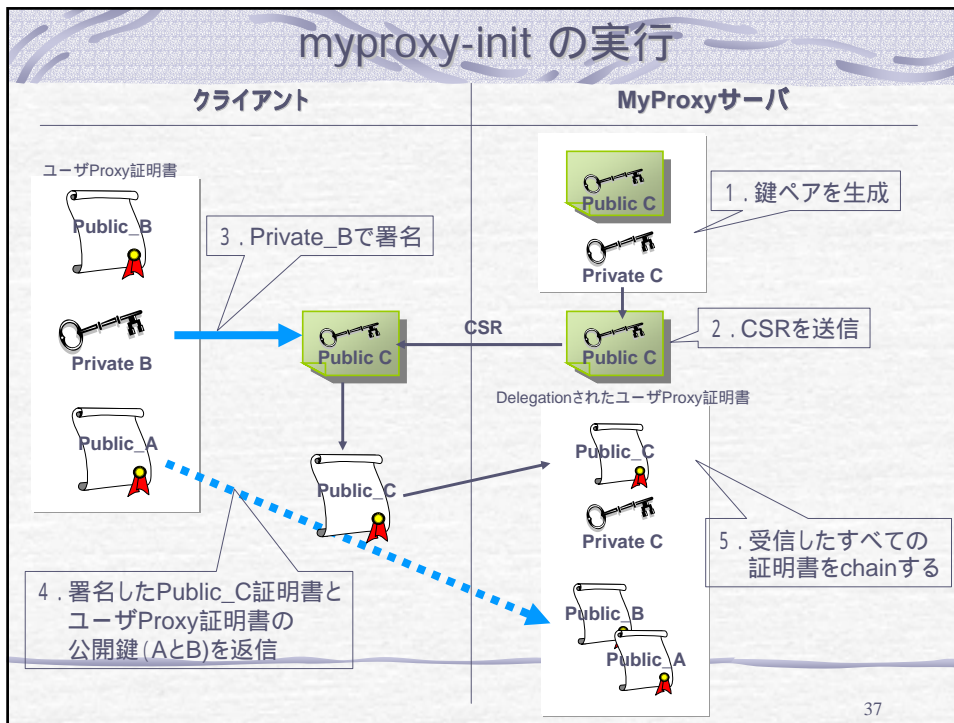 myproxy-init の実行
クライアント
MyProxyサーバ
ユーザProxy証明書
Public_B
Private B
Public_A
3．Private_Bで署名
Public C
Public_C
4．署名したPublic_C証明書と
ユーザProxy証明書の
公開鍵(AとB)を返信
CSR
Public C
Private C
1．鍵ペアを生成
Public C
2．CSRを送信
Delegationされたユーザ​Proxy証明書
Public_C
Private C
Public_B
Public_A
5．受信したすべての
証明書をchainする
37